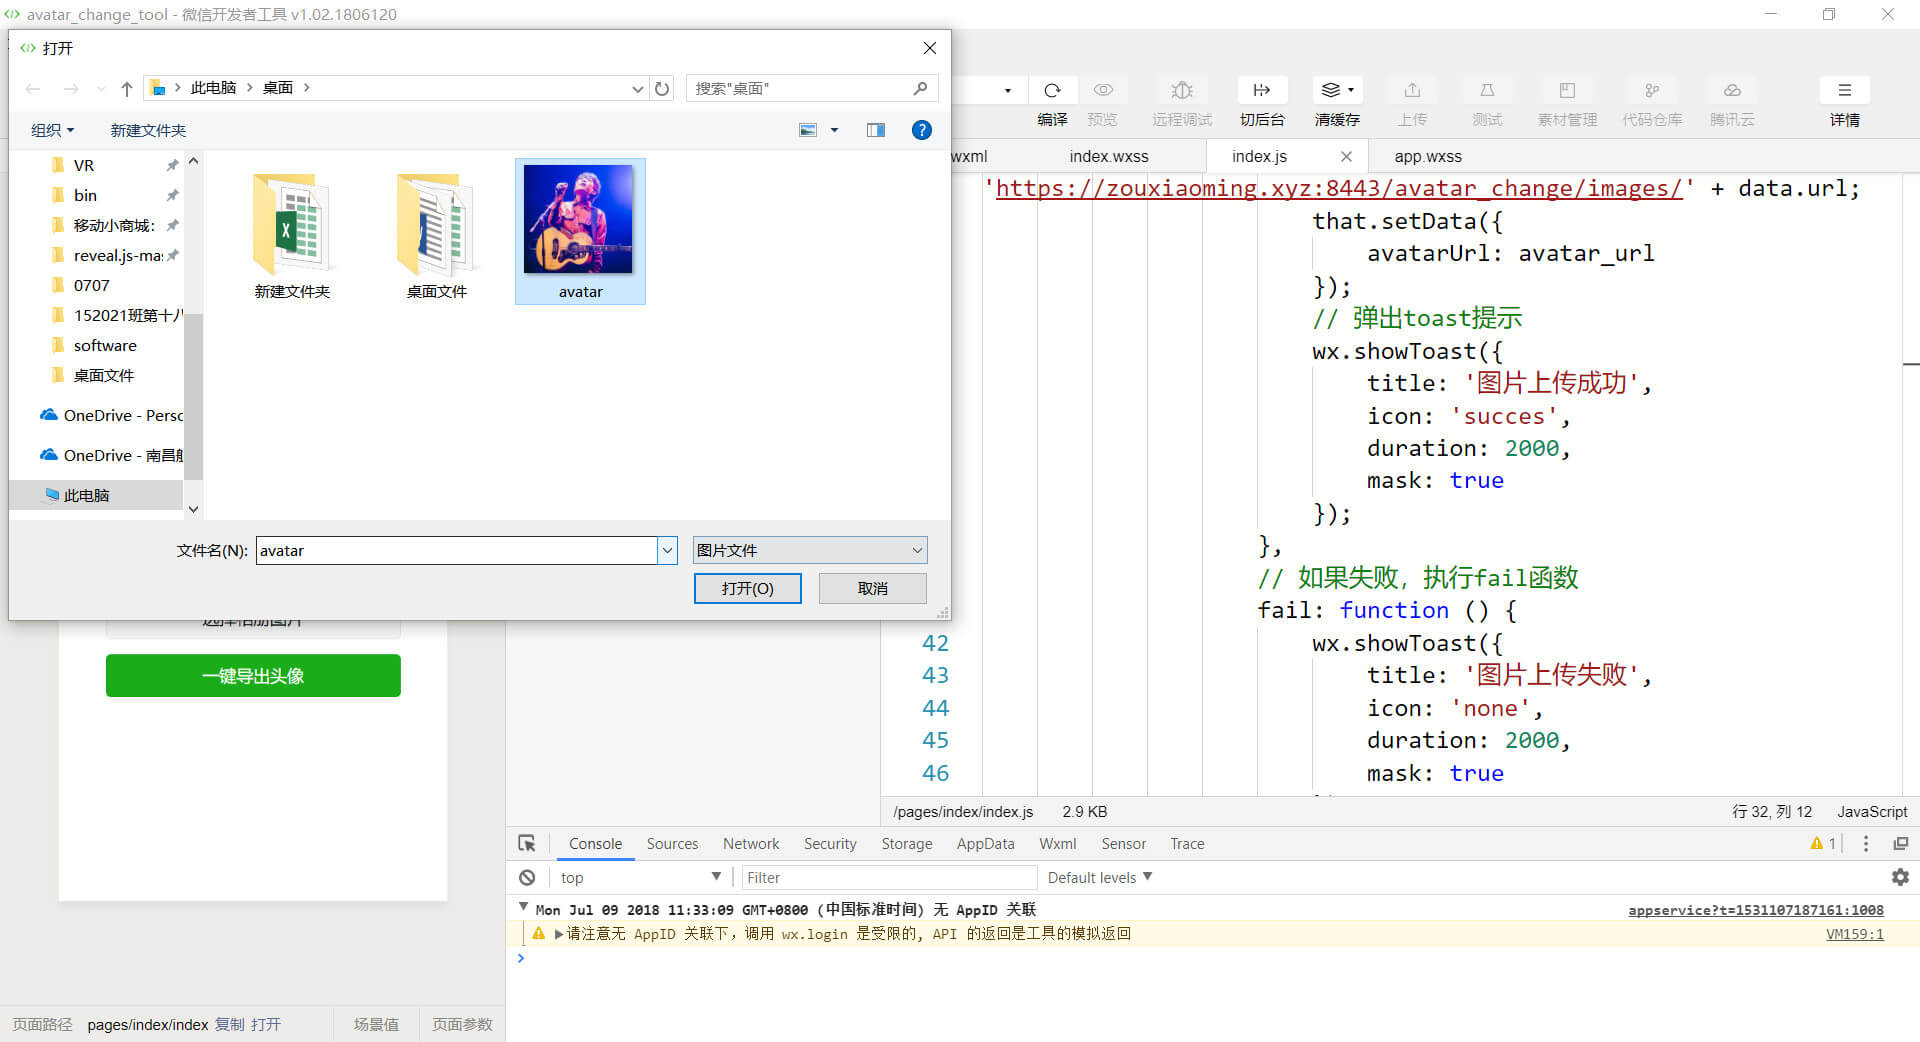 avatar_change_tool - 微信开发者工具 v1.02.1806120
打开
此电脑
桌面
搜索"桌面"
组织
新建文件夹
VR
bin
移动小商城:
reveal.js-mas
0707
152021班第十八
software
桌面文件
OneDrive - Perso
OneDrive - 南昌航
此电脑
新建文件夹
桌面文件
avatar
文件名(N):
avatar
图片文件
打开(O)
取消
编译
预览
远程调试
切后台
清缓存
上传
测试
素材管理
代码仓库
腾讯云
详情
wxml
index.wxss
index.js
app.wxss
'https://zouxiaoming.xyz:8443/avatar_change/images/' + data.url;
that.setData({
avatarUrl: avatar_url
});
// 弹出toast提示
wx.showToast({
title: '图片上传成功',
icon: 'succes',
duration: 2000,
mask: true
});
},
// 如果失败，执行fail函数
fail: function () {
42 wx.showToast({
43 title: '图片上传失败',
44 icon: 'none',
45 duration: 2000,
46 mask: true
/pages/index/index.js
2.9 KB
行 32, 列 12
JavaScript
选择相册图片
一键导出头像
Console
Sources
Network
Security
Storage
AppData
Wxml
Sensor
Trace
1
top
Filter
Default levels
Mon Jul 09 2018 11:33:09 GMT+0800 (中国标准时间) 无 AppID 关联
appservice?t=1531107187161:1008
请注意无 AppID 关联下，调用 wx.login 是受限的, API 的返回是工具的模拟返回
VM159:1
页面路径
pages/index/index
复制
打开
场景值
页面参数